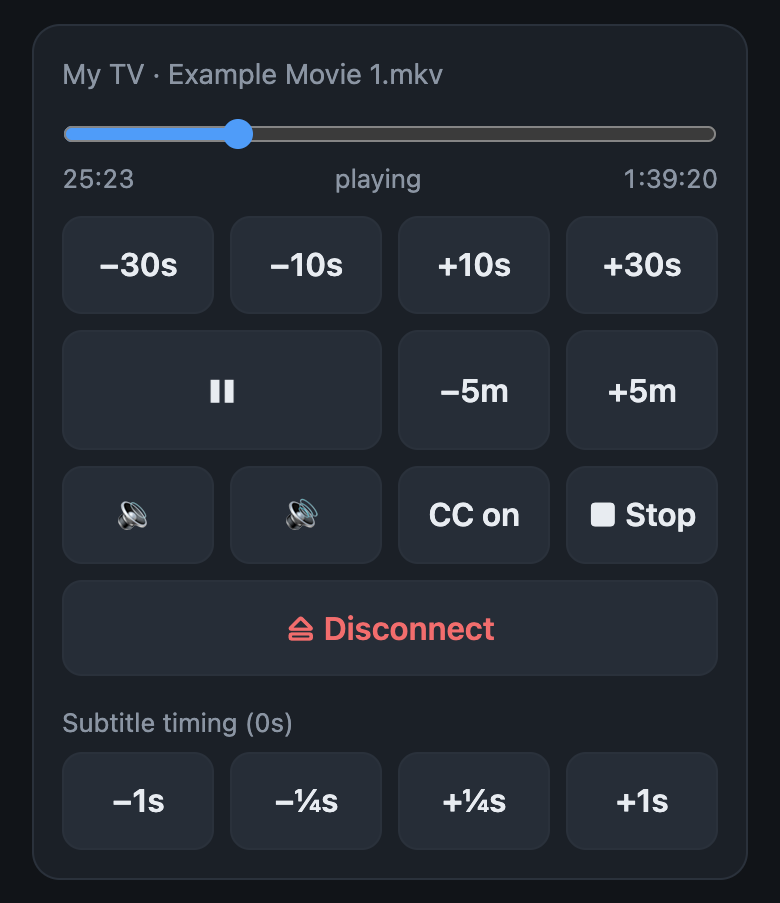 My TV · Example Movie 1.mkv
25:23 playing 1:39:20
−30s −10s +10s +30s
−5m +5m
CC on Stop
Disconnect
Subtitle timing (0s)
−1s −¼s +¼s +1s